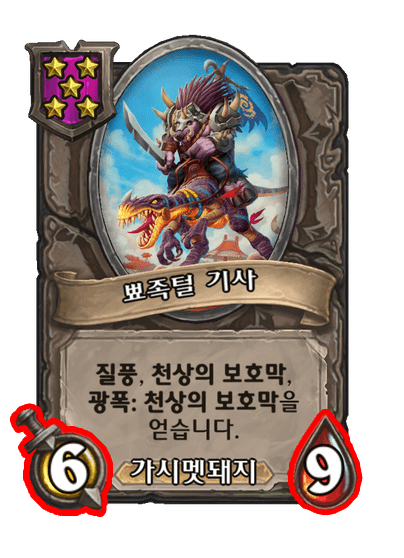 뾰족털 기사
질풍, 천상의 보호막,
광폭: 천상의 보호막을
얻습니다.
6
가시멧돼지
9